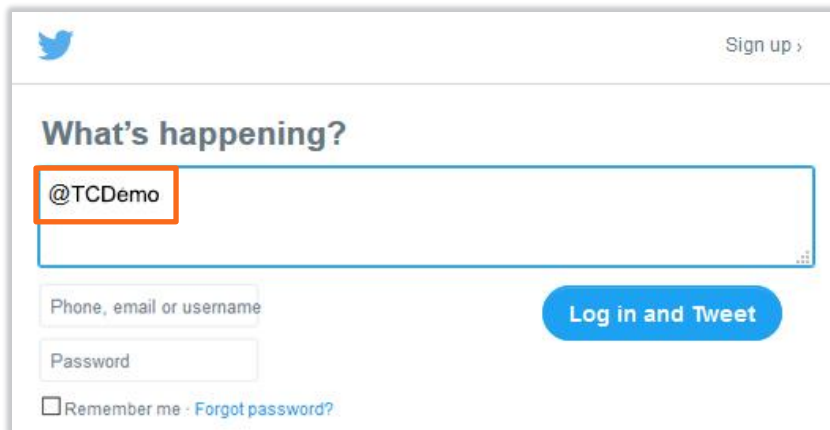 Sign up ›
What's happening?
@TCDemo
Phone, email or username
Log in and Tweet
Password
Remember me · Forgot password?